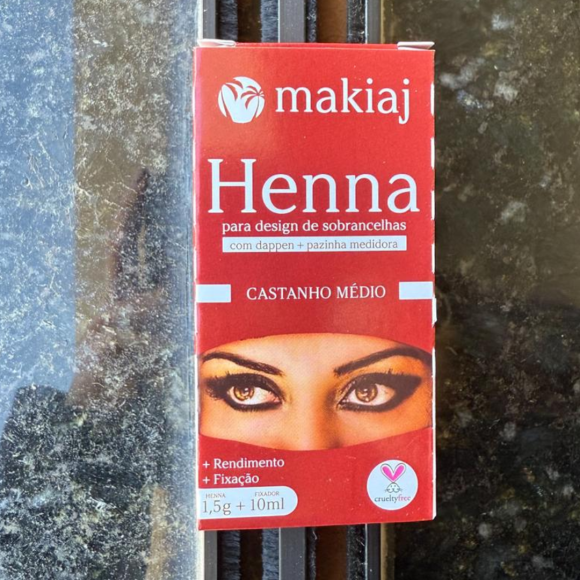 makiaj
Henna
para design de sobrancelhas
com dappen + pazinha medidora
CASTANHO MÉDIO
+ Rendimento
+ Fixação
HENNA FIXADOR
1,5g + 10ml
crueltyfree